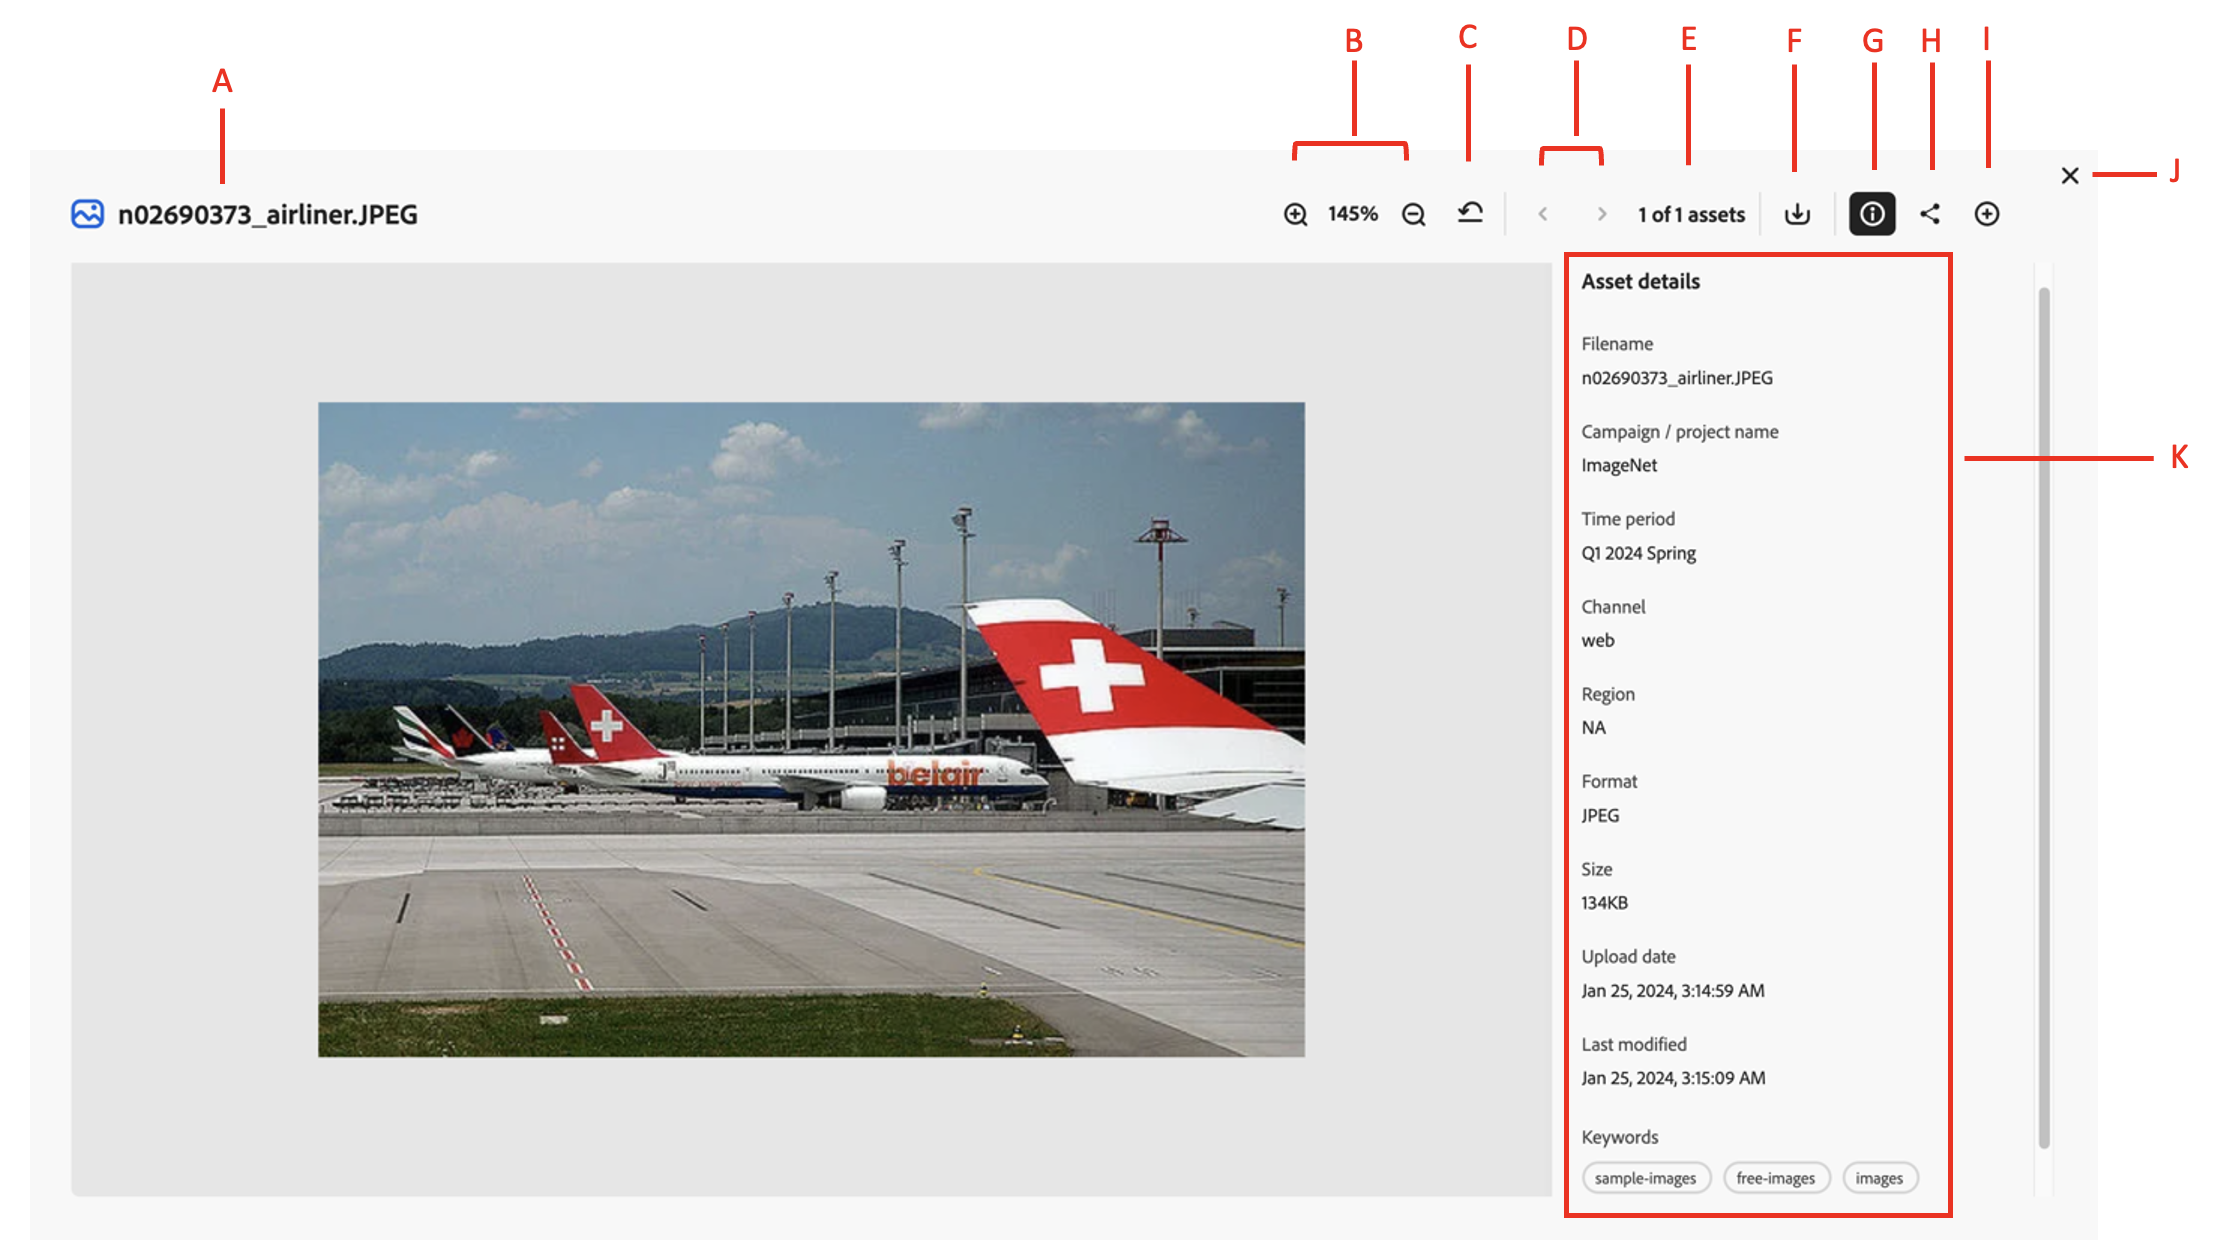 A
B
C
D
E
F
G
H
I
J
n02690373_airliner.JPEG
145%
1 of 1 assets
Asset details
Filename
n02690373_airliner.JPEG
Campaign / project name
ImageNet
K
Time period
Q1 2024 Spring
Channel
web
Region
NA
Format
JPEG
belair
Size
134KB
Upload date
Jan 25, 2024, 3:14:59 AM
Last modified
Jan 25, 2024, 3:15:09 AM
Keywords
sample-images free-images images